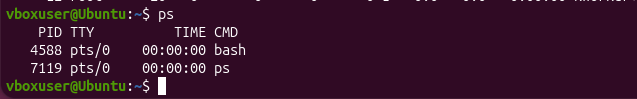 vboxuser@Ubuntu:~$ ps
    PID TTY          TIME CMD
   4588 pts/0    00:00:00 bash
   7119 pts/0    00:00:00 ps
vboxuser@Ubuntu:~$